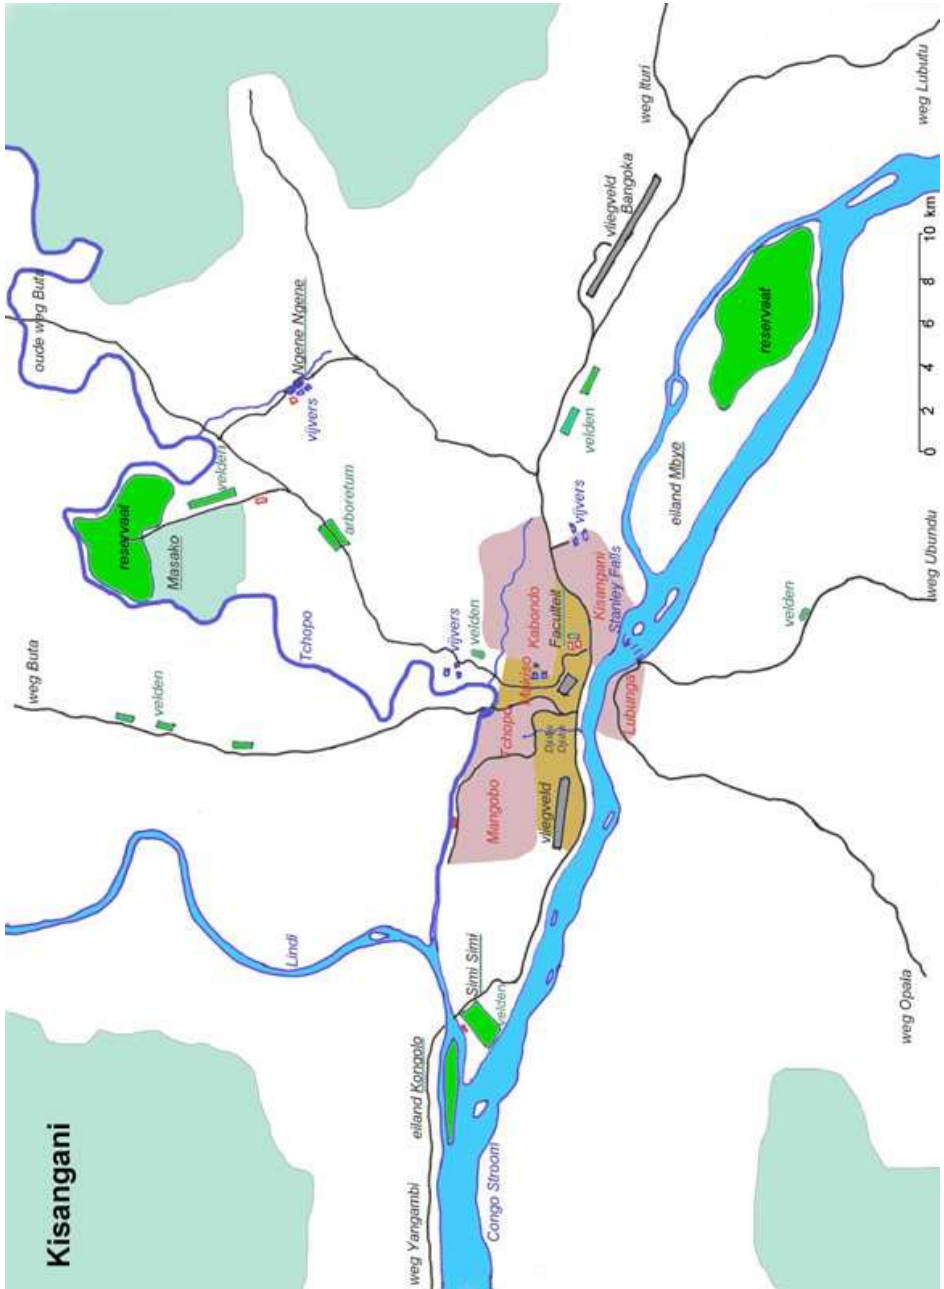 Kisangani
weg Buta
oude weg Buta
reservaat
velden
Masako
velden
Lindi
Tchopo
Ngene Ngene
vijvers
arboretum
weg Yangambi
eiland Kongolo
vijvers
Simi Simi
velden
velden
Congo Stroom
Mangobo
Tchopo
Makiso
Kabondo
vliegveld
Faculteit
vijvers
velden
Kisangani
Stanley Falls
vliegveld
Bangoka
Lubunga
weg Ituri
eiland Mbye
reservaat
velden
weg Ubundu
weg Opala
weg Lubutu
0 2 4 6 8 10 km